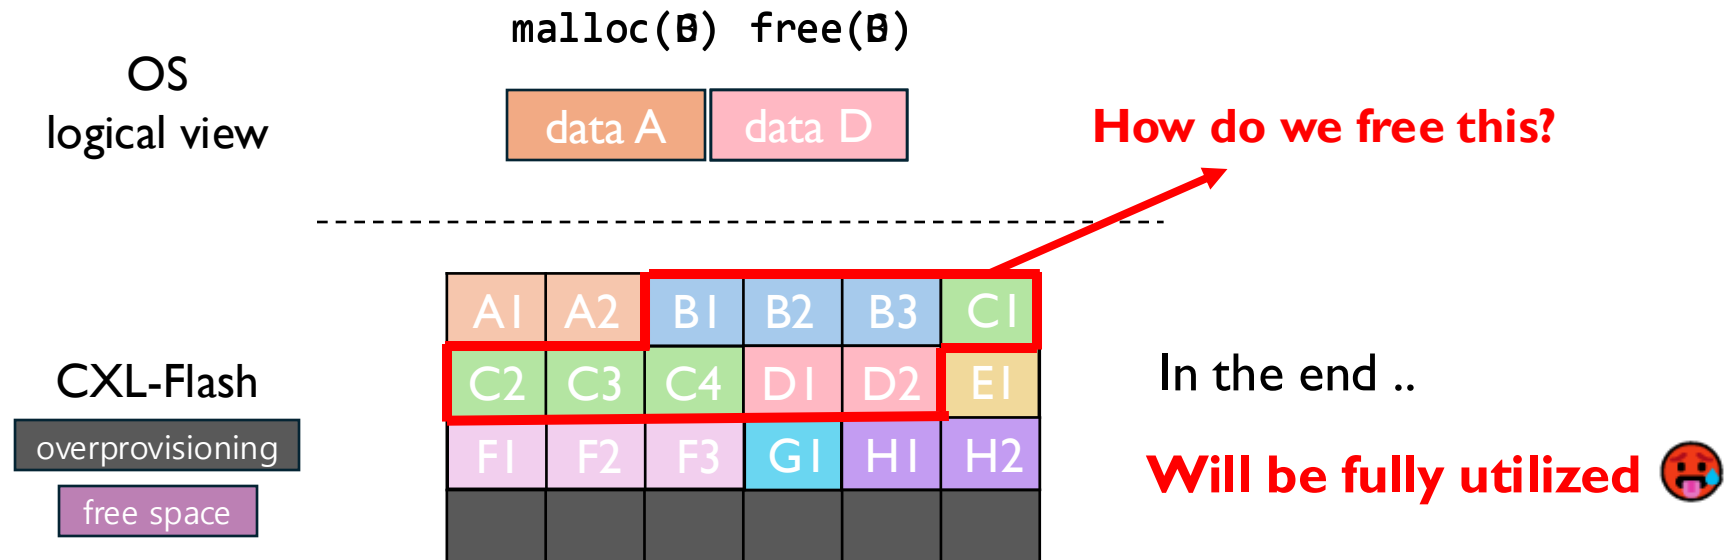 malloc( ) free( )
OS
logical view
data A data D
How do we free this?
A1 A2 B1 B2 B3 C1
C2 C3 C4 D1 D2 E1
F1 F2 F3 G1 H1 H2
CXL-Flash
overprovisioning
free space
In the end ..
Will be fully utilized